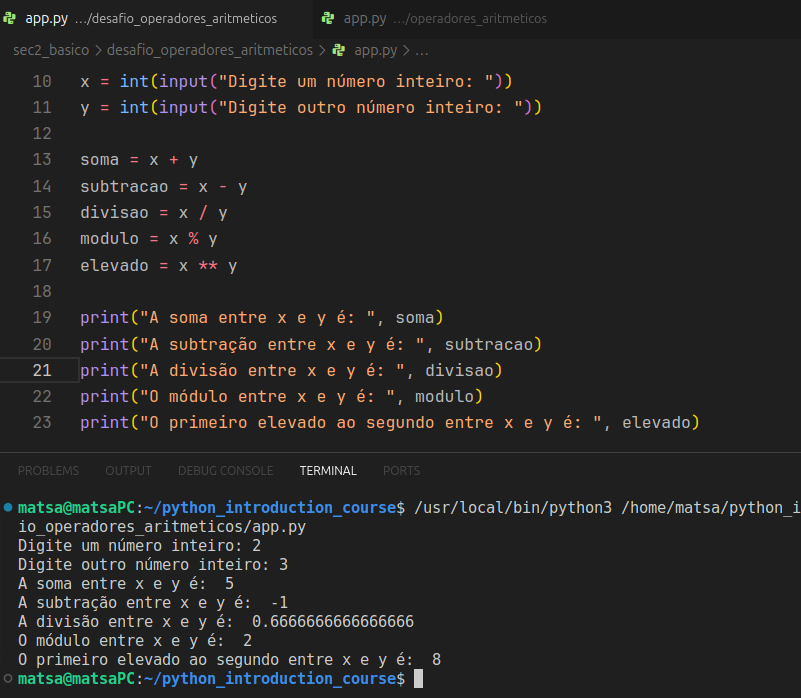 app.py …/desafio_operadores_aritmeticos app.py …/operadores_aritmeticos
sec2_basico > desafio_operadores_aritmeticos > app.py > …
10 x = int(input("Digite um número inteiro: "))
11 y = int(input("Digite outro número inteiro: "))
12
13 soma = x + y
14 subtracao = x - y
15 divisao = x / y
16 modulo = x % y
17 elevado = x ** y
18
19 print("A soma entre x e y é: ", soma)
20 print("A subtração entre x e y é: ", subtracao)
21 print("A divisão entre x e y é: ", divisao)
22 print("O módulo entre x e y é: ", modulo)
23 print("O primeiro elevado ao segundo entre x e y é: ", elevado)
PROBLEMS OUTPUT DEBUG CONSOLE TERMINAL PORTS
matsa@matsaPC:~/python_introduction_course$ /usr/local/bin/python3 /home/matsa/python_i
io_operadores_aritmeticos/app.py
Digite um número inteiro: 2
Digite outro número inteiro: 3
A soma entre x e y é:  5
A subtração entre x e y é:  -1
A divisão entre x e y é:  0.6666666666666666
O módulo entre x e y é:  2
O primeiro elevado ao segundo entre x e y é:  8
matsa@matsaPC:~/python_introduction_course$